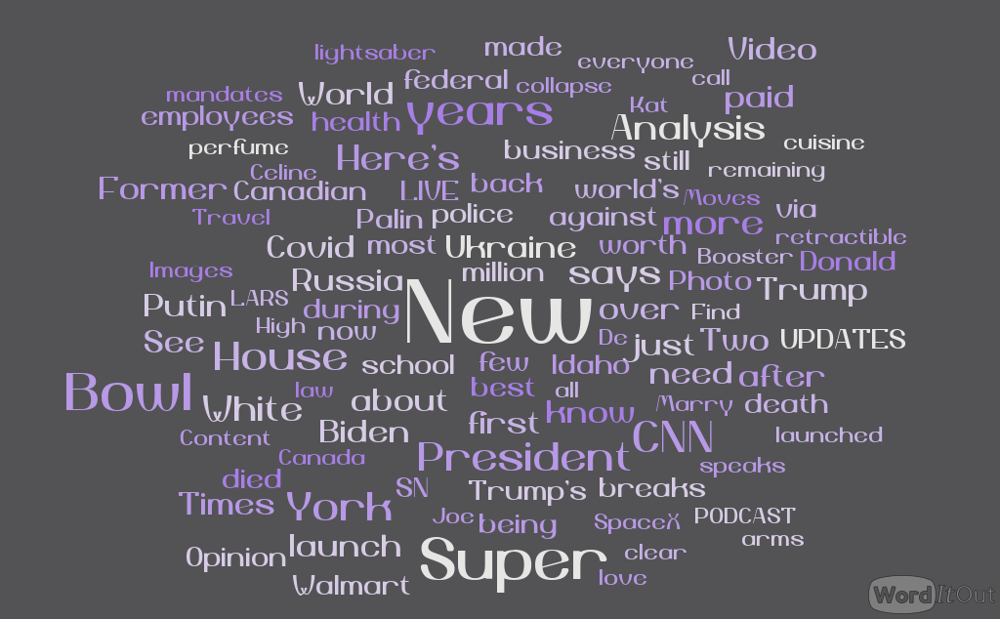 lightsaber made everyone Video
mandates World federal collapse call
employees health years Kat paid
perfume Here's business Analysis cuisine
Celine still remaining
Former Canadian LIVE back world's Moves via
Travel Palin police against more retractible
Covid most Ukraine worth Booster Donald
Images Russia million says Photo Trump
Putin LARS during New over Find
High now De just Two UPDATES
See House school few Idaho need after
Bowl law best all
White about know Marry death
Biden first CNN launched
Content Canada President speaks
died SN Trump's breaks
Times York Joe being SpaceX PODCAST
Opinion launch Super clear arms
Walmart love
WordItOut